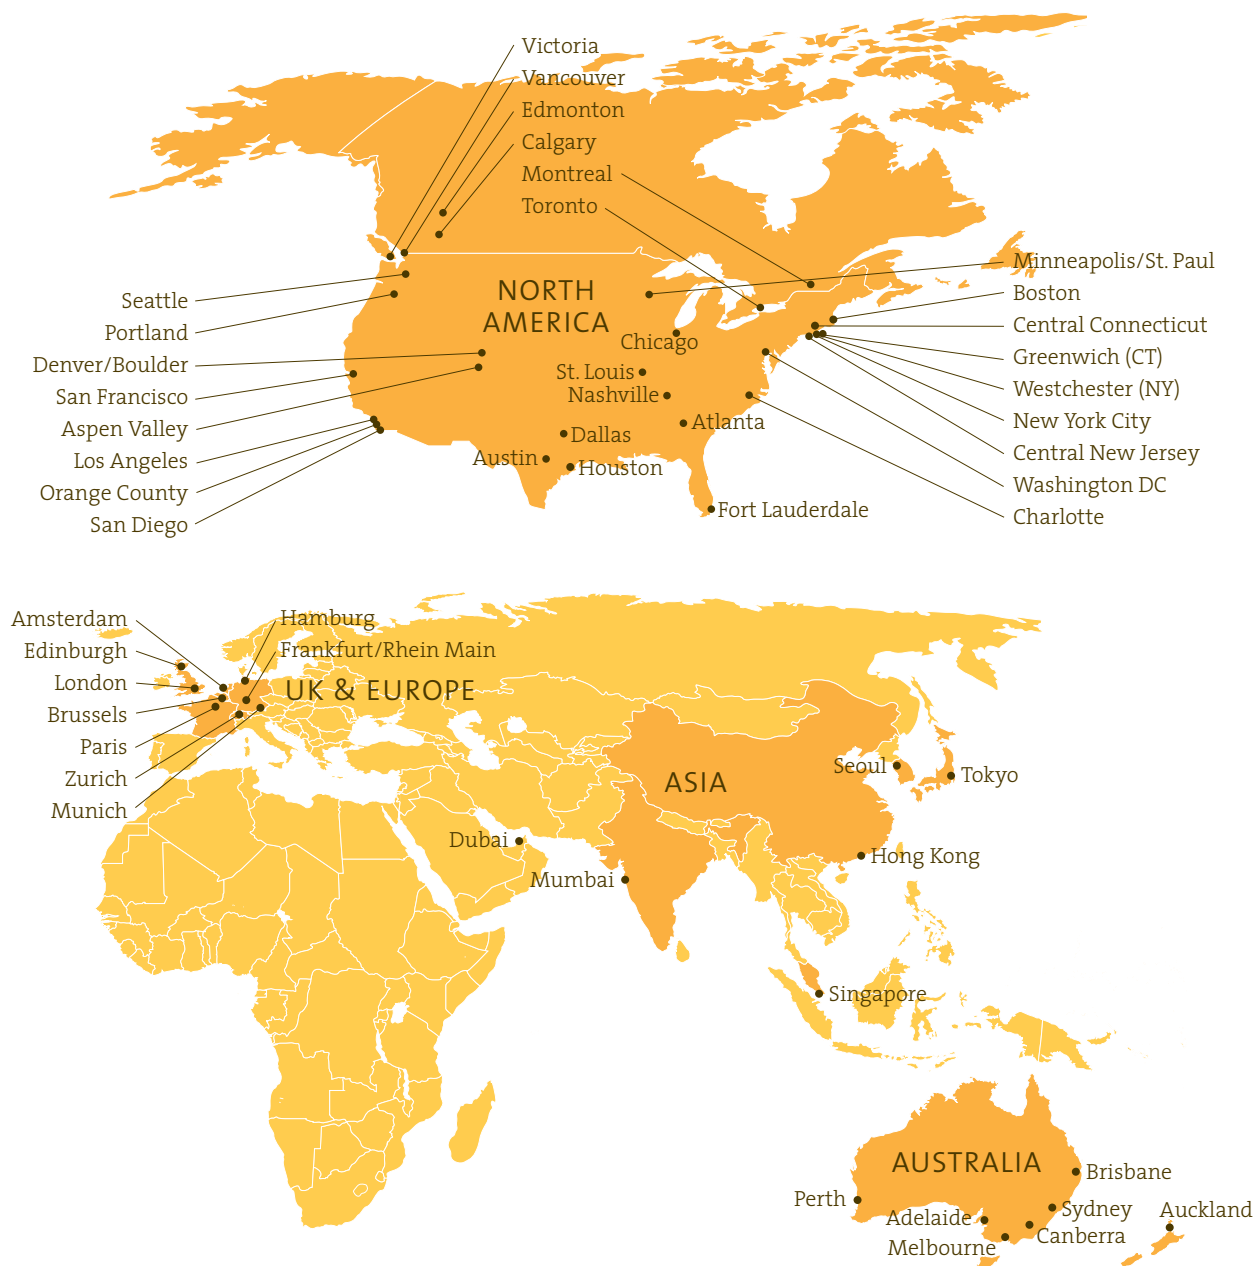 Victoria
Vancouver
Edmonton
Calgary
Montreal
Toronto
Minneapolis/St. Paul
Boston
Central Connecticut
Greenwich (CT)
Westchester (NY)
New York City
Central New Jersey
Washington DC
Charlotte
Seattle
Portland
Denver/Boulder
San Francisco
Aspen Valley
Los Angeles
Orange County
San Diego
NORTH
AMERICA
Chicago
St. Louis
Nashville
Atlanta
Dallas
Austin
Houston
Fort Lauderdale
Amsterdam
Edinburgh
London
Brussels
Paris
Zurich
Munich
Hamburg
Frankfurt/Rhein Main
UK & EUROPE
ASIA
Seoul
Tokyo
Dubai
Mumbai
Hong Kong
Singapore
AUSTRALIA
Brisbane
Perth
Sydney
Auckland
Adelaide
Canberra
Melbourne